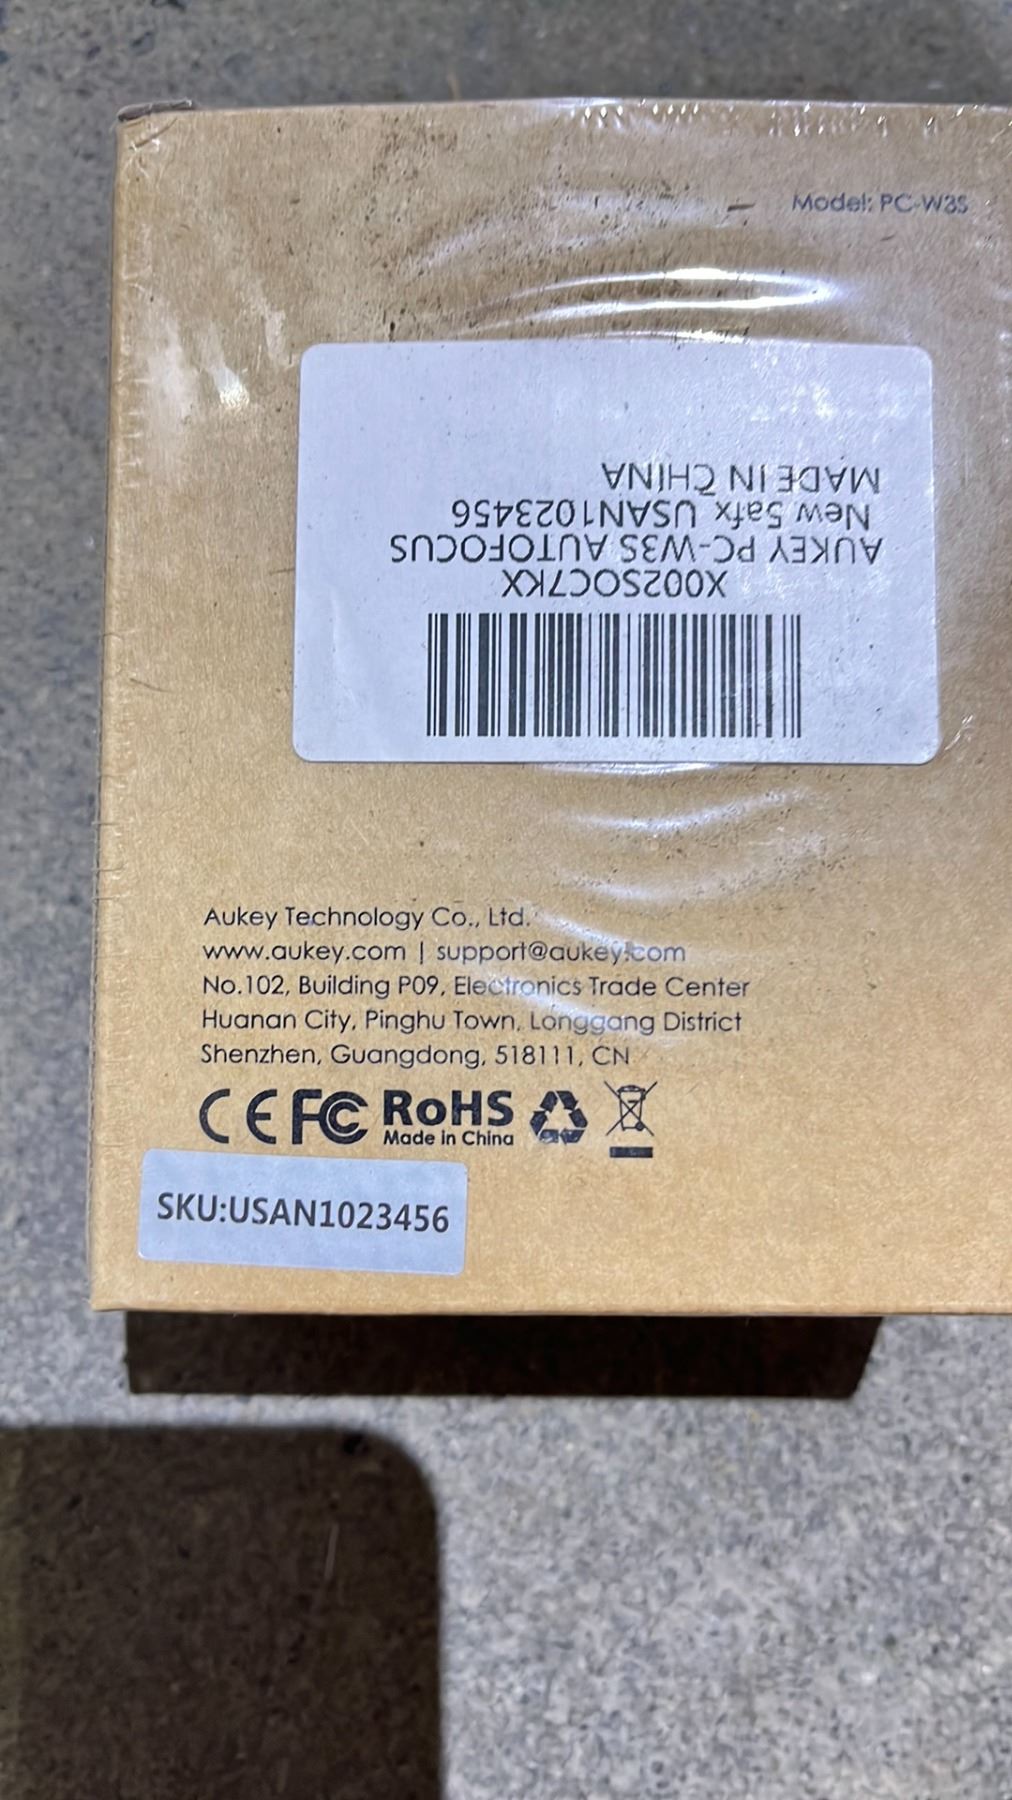 Model: PC-W3S
X002SOC7KX
AUKEY PC-W3S AUTOFOCUS
New 5afx USAN1023456
MADE IN CHINA
Aukey Technology Co., Ltd.
www.aukey.com | support@aukey.com
No.102, Building P09, Electronics Trade Center
Huanan City, Pinghu Town, Longgang District
Shenzhen, Guangdong, 518111, CN
CE FC RoHS
Made in China
SKU:USAN1023456